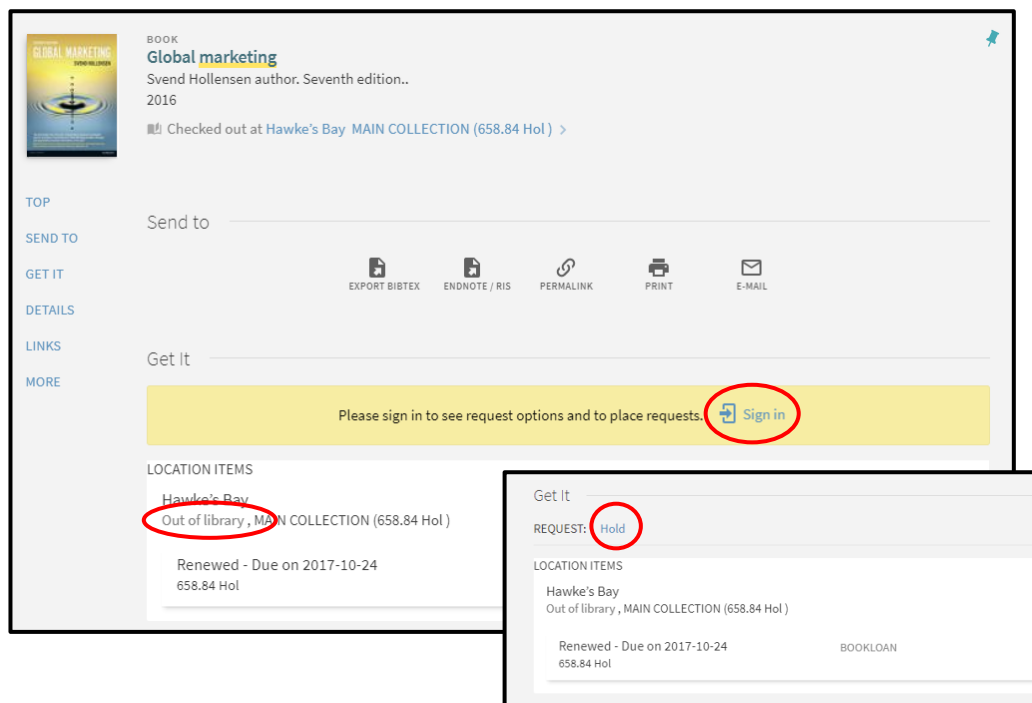 GLOBAL MARKETING
SVEND HOLLENSEN
BOOK
Global marketing
Svend Hollensen author. Seventh edition..
2016
Checked out at Hawke's Bay MAIN COLLECTION (658.84 Hol ) >
TOP
SEND TO
GET IT
DETAILS
LINKS
MORE
Send to
EXPORT BIBTEX
ENDNOTE / RIS
PERMALINK
PRINT
E-MAIL
Get It
Please sign in to see request options and to place requests. Sign in
LOCATION ITEMS
Hawke's Bay
Out of library , MAIN COLLECTION (658.84 Hol )
Renewed - Due on 2017-10-24
658.84 Hol
Get It
REQUEST: Hold
LOCATION ITEMS
Hawke's Bay
Out of library , MAIN COLLECTION (658.84 Hol )
Renewed - Due on 2017-10-24 BOOKLOAN
658.84 Hol